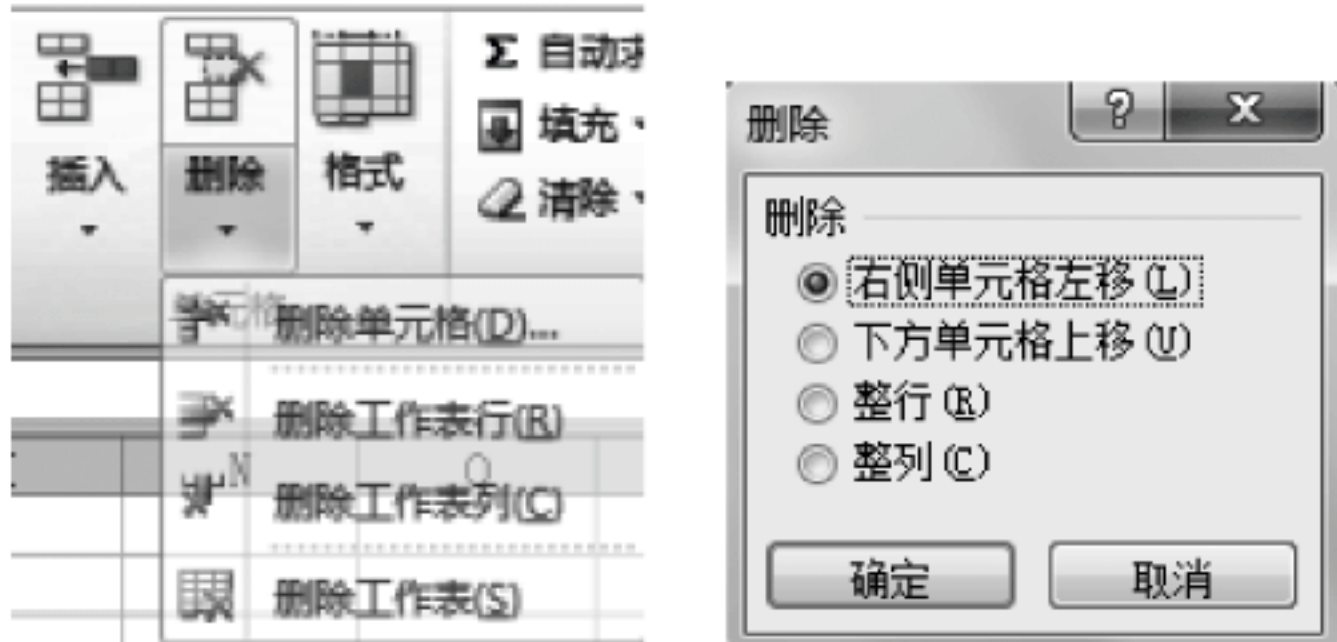 插入
删除
格式
Σ 自动求
填充
清除
单元格
删除单元格(D)...
删除工作表行(R)
N
O
删除工作表列(C)
删除工作表(S)
删除
?
X
删除
右侧单元格左移(L)
下方单元格上移(U)
整行(R)
整列(C)
确定
取消